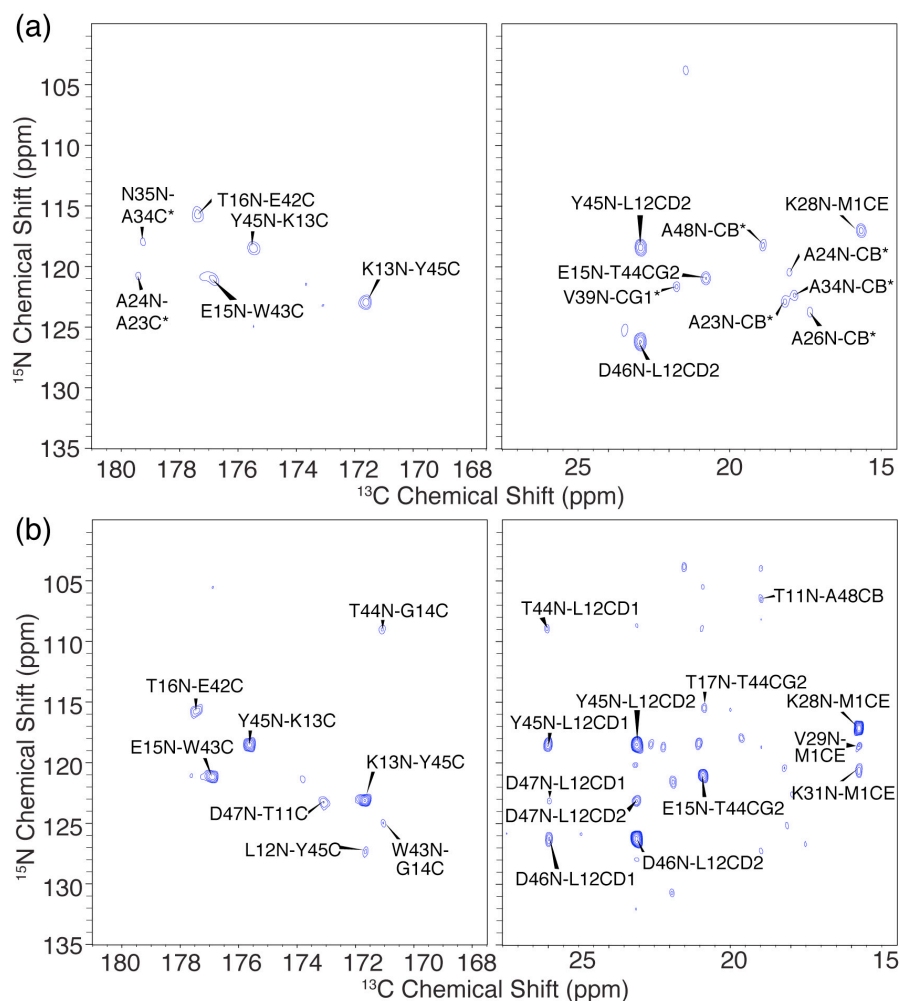 (a)
105
110
115
120
125
130
135
15N Chemical Shift (ppm)
N35N-
A34C*
T16N-E42C
Y45N-K13C
K13N-Y45C
A24N-
A23C*
E15N-W43C
Y45N-L12CD2
A48N-CB*
K28N-M1CE
A24N-CB*
E15N-T44CG2
V39N-CG1*
A34N-CB*
A23N-CB*
A26N-CB*
D46N-L12CD2
180 178 176 174 172 170 168
25 20 15
13C Chemical Shift (ppm)
(b)
105
110
115
120
125
130
135
15N Chemical Shift (ppm)
T44N-G14C
T16N-E42C
Y45N-K13C
E15N-W43C
K13N-Y45C
D47N-T11C
L12N-Y45C
W43N-
G14C
T11N-A48CB
T44N-L12CD1
T17N-T44CG2
Y45N-L12CD2
K28N-M1CE
Y45N-L12CD1
V29N-
M1CE
D47N-L12CD1
K31N-M1CE
D47N-L12CD2
E15N-T44CG2
D46N-L12CD2
D46N-L12CD1
180 178 176 174 172 170 168
25 20 15
13C Chemical Shift (ppm)